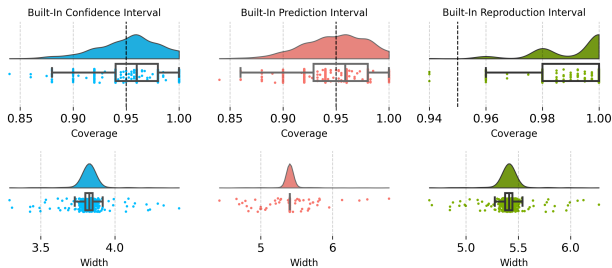 Built-In Confidence Interval
Built-In Prediction Interval
Built-In Reproduction Interval
0.85 0.90 0.95 1.00
0.85 0.90 0.95 1.00
0.94 0.96 0.98 1.00
Coverage
Coverage
Coverage
3.5 4.0
5 6
5.0 5.5 6.0
Width
Width
Width